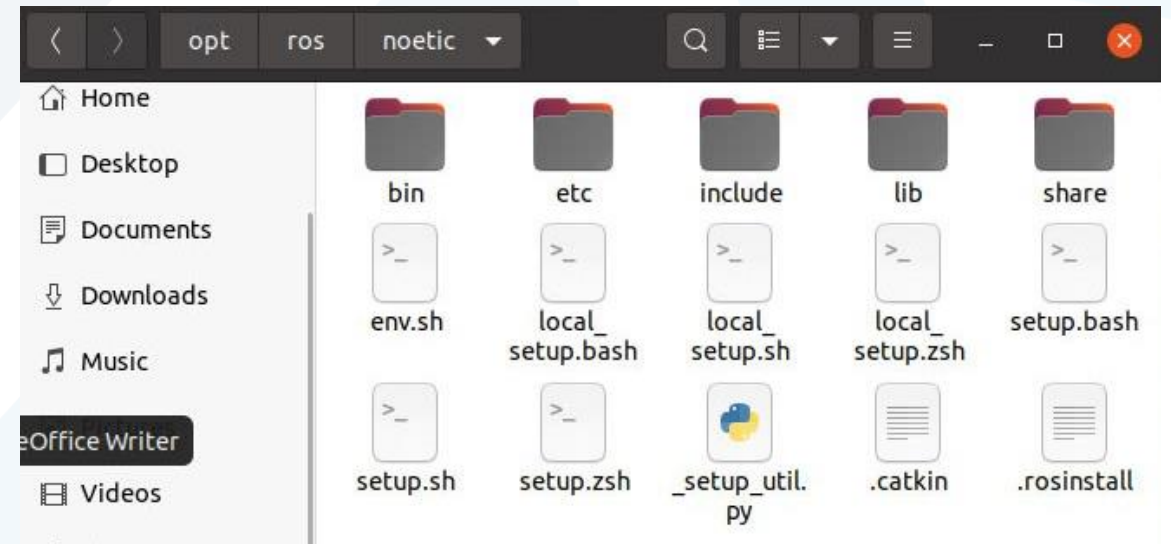 opt ros noetic
Home
Desktop
Documents
Downloads
Music
eOffice Writer
Videos
bin etc include lib share
env.sh local_ local_ local_ setup.bash
setup.bash setup.sh setup.zsh
setup.sh setup.zsh _setup_util. .catkin .rosinstall
py